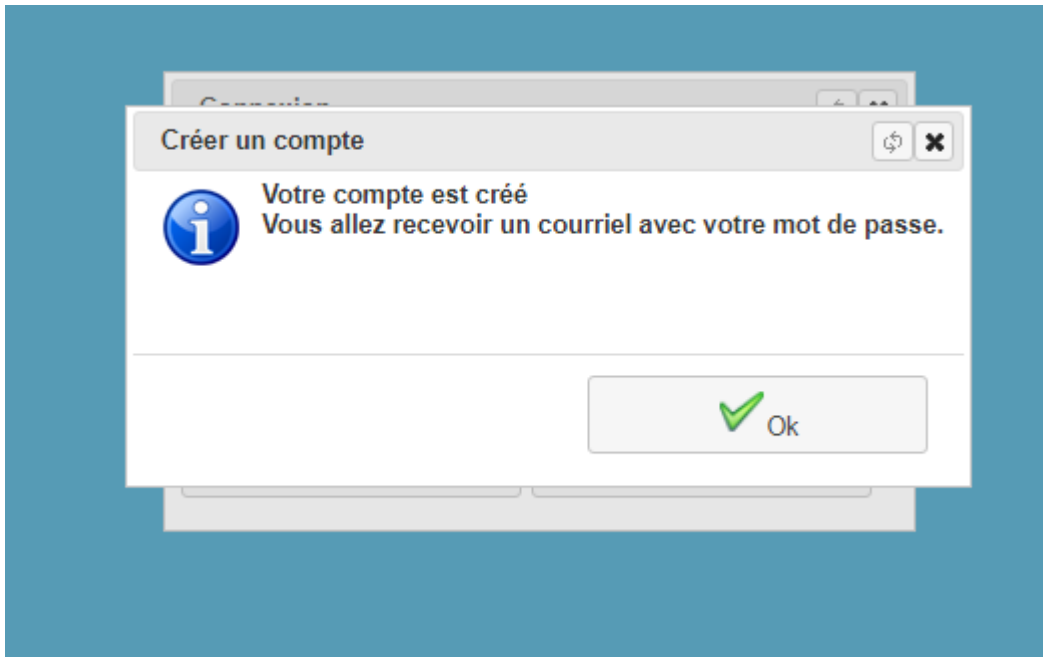 Créer un compte
Votre compte est créé
Vous allez recevoir un courriel avec votre mot de passe.
Ok